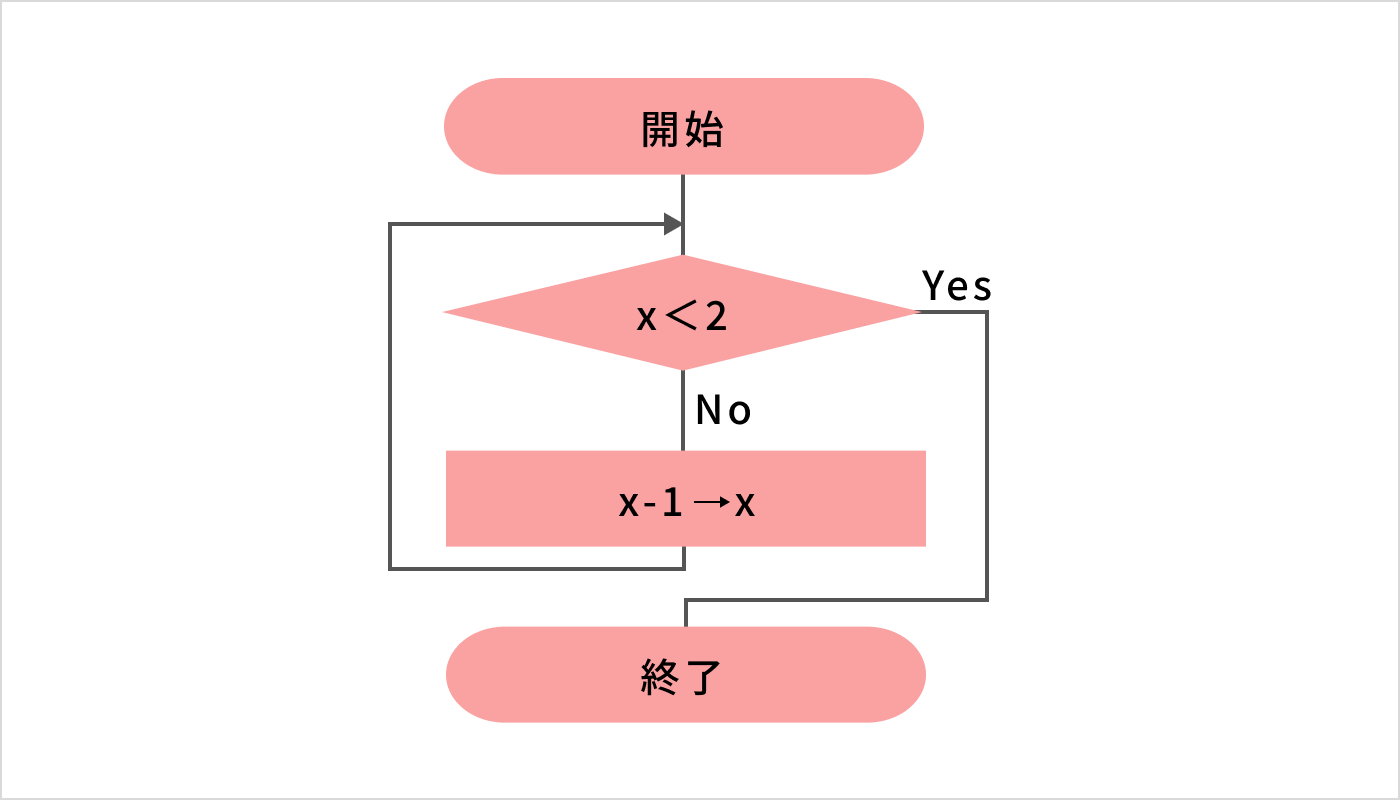 開始
x＜2
Yes
No
x-1→x
終了